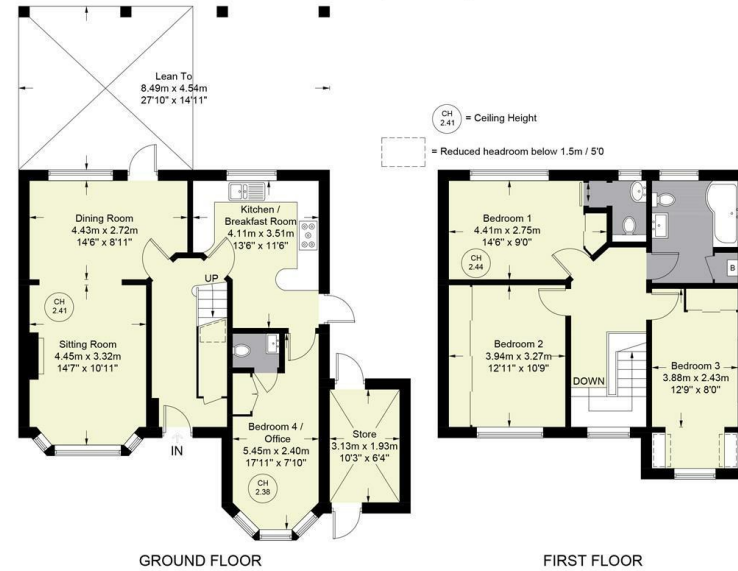 Lean To
8.49m x 4.54m
27'10" x 14'11"
CH
2.41
= Ceiling Height
= Reduced headroom below 1.5m / 5'0
Dining Room
4.43m x 2.72m
14'6" x 8'11"
Kitchen /
Breakfast Room
4.11m x 3.51m
13'6" x 11'6"
UP
CH
2.41
Sitting Room
4.45m x 3.32m
14'7" x 10'11"
IN
Bedroom 4 /
Office
5.45m x 2.40m
17'11" x 7'10"
CH
2.38
Store
3.13m x 1.93m
10'3" x 6'4"
Bedroom 1
4.41m x 2.75m
14'6" x 9'0"
CH
2.44
B
Bedroom 2
3.94m x 3.27m
12'11" x 10'9"
DOWN
Bedroom 3
3.88m x 2.43m
12'9" x 8'0"
GROUND FLOOR
FIRST FLOOR